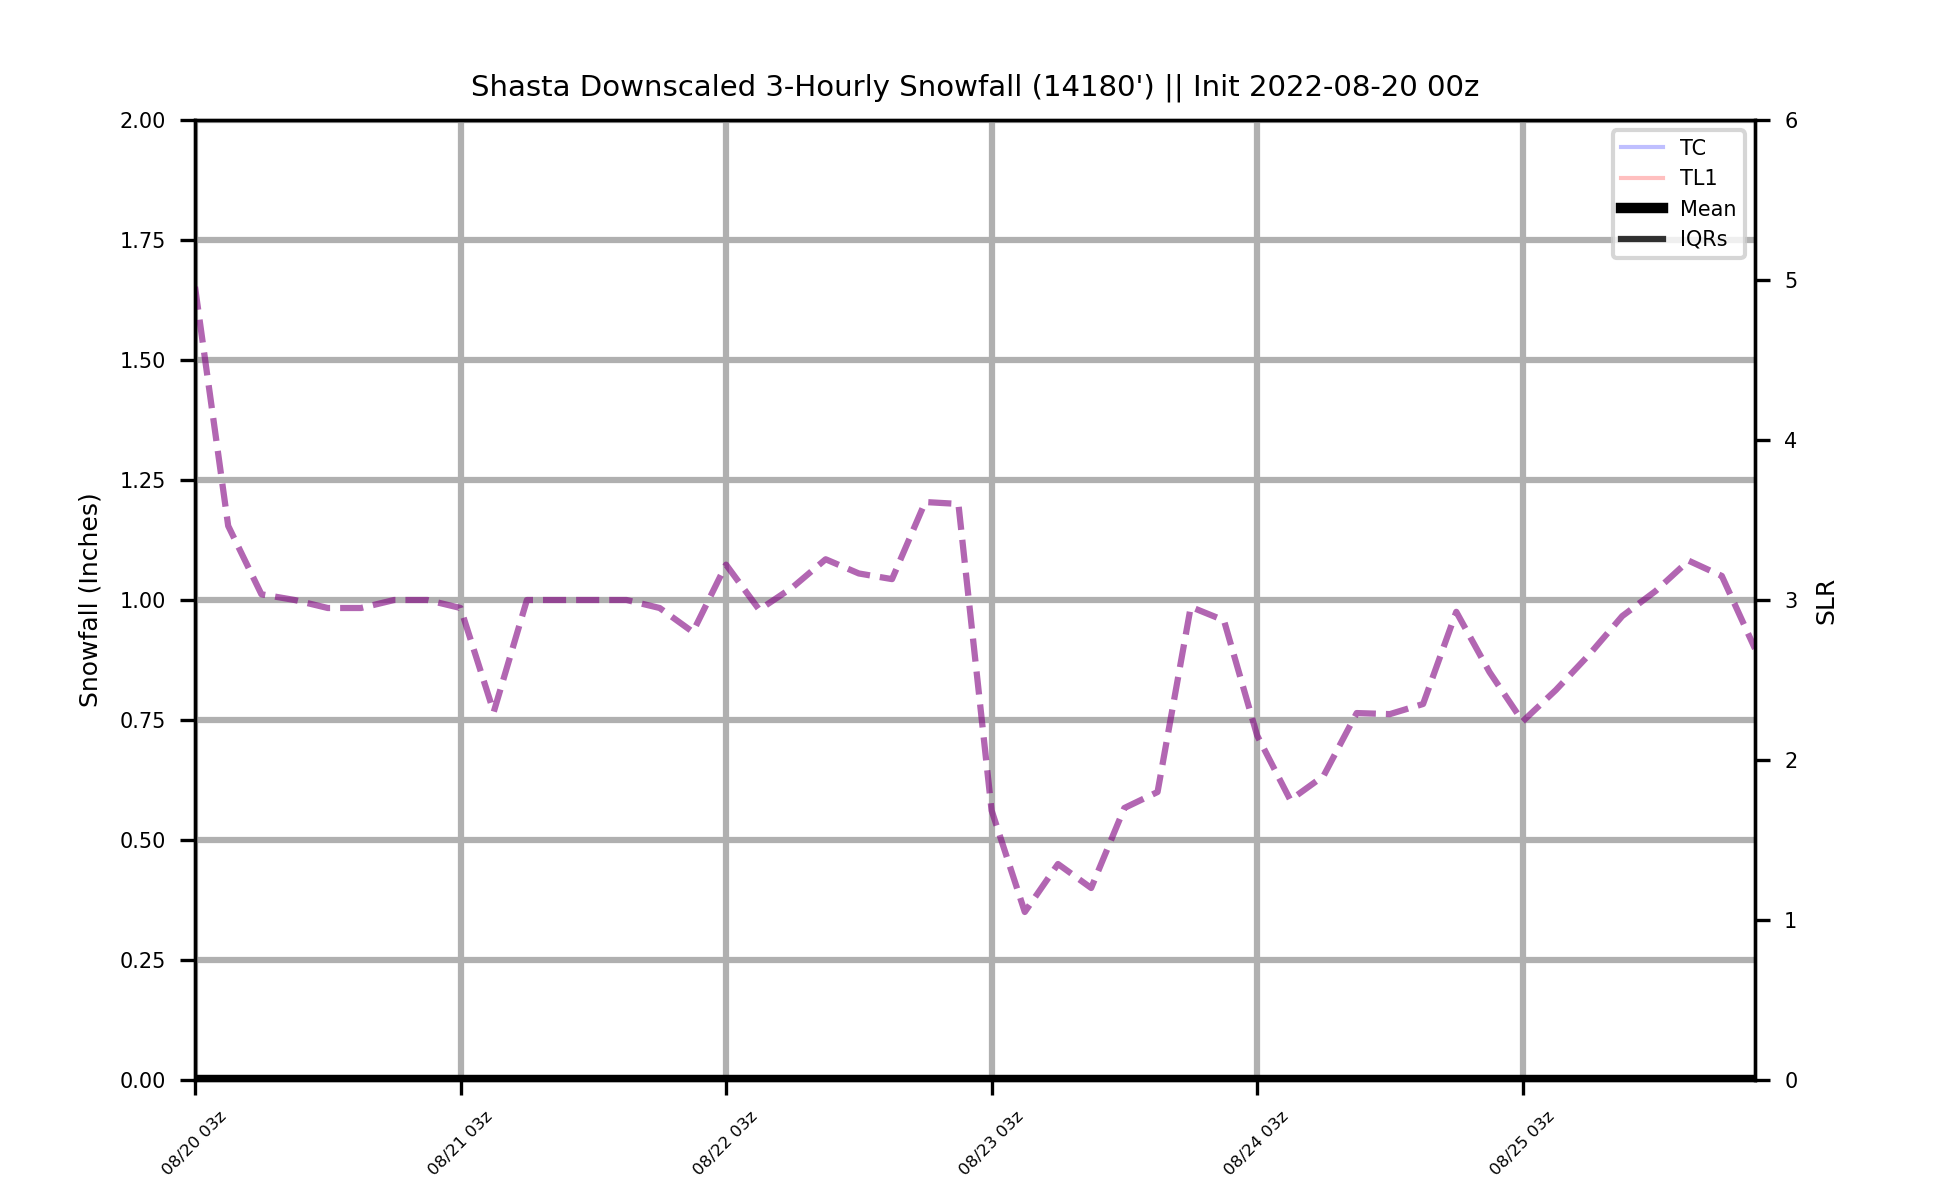 Shasta Downscaled 3-Hourly Snowfall (14180') || Init 2022-08-20 00z
2.00
1.75
1.50
1.25
1.00
0.75
0.50
0.25
0.00
Snowfall (Inches)
TC
TL1
Mean
IQRs
6
5
4
3
2
1
0
SLR
08/20 03z
08/21 03z
08/22 03z
08/23 03z
08/24 03z
08/25 03z